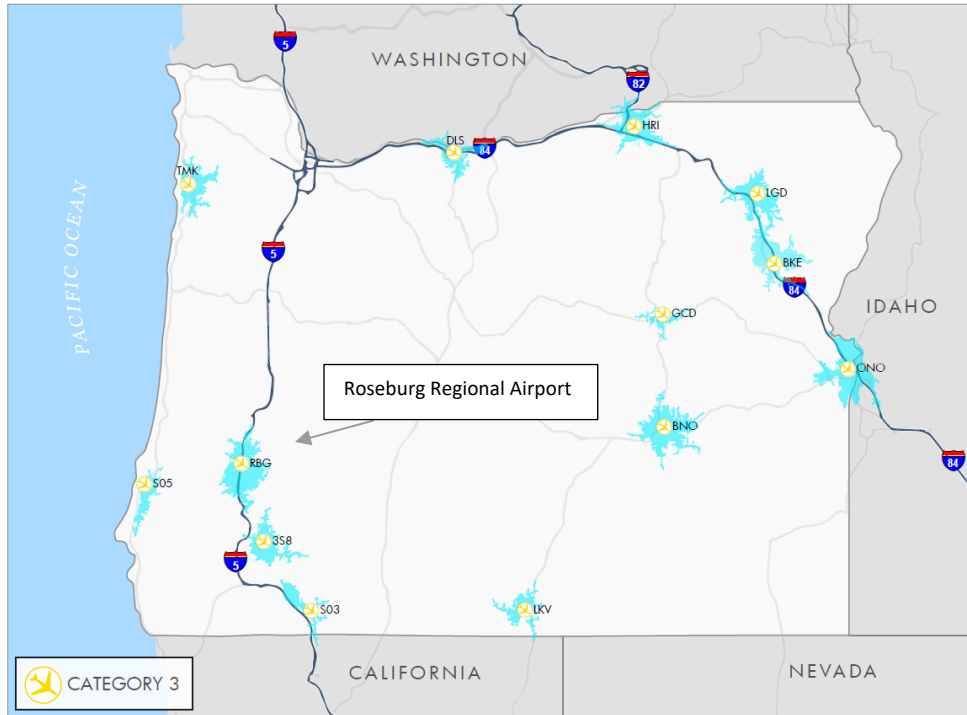 5
WASHINGTON
82
HRI
DLS
84
TMK
LGD
PACIFIC OCEAN
5
BKE
84
IDAHO
GCD
ONO
Roseburg Regional Airport
BNO
RBG
84
S05
3S8
5
S03
LKV
CATEGORY 3
CALIFORNIA
NEVADA